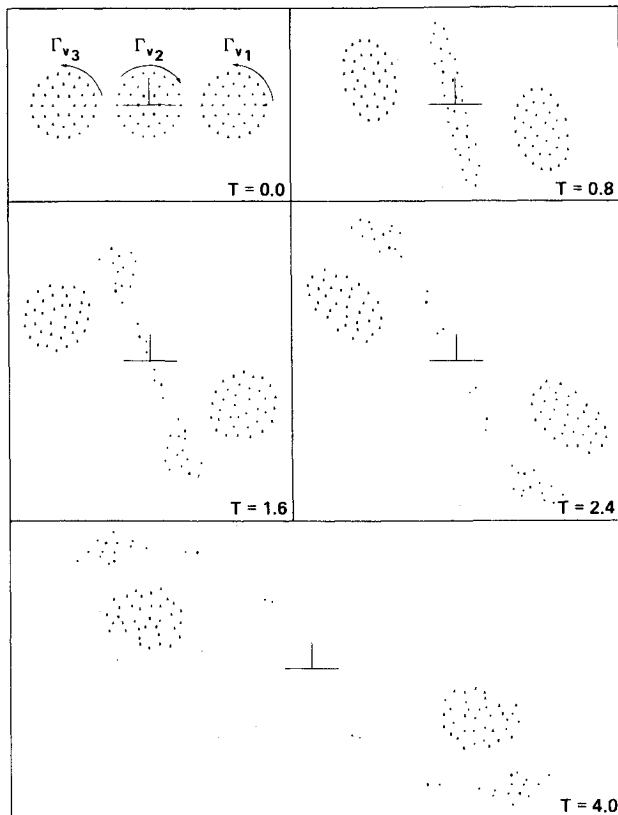 Γv3 Γv2 Γv1
T = 0.0
T = 0.8
T = 1.6
T = 2.4
T = 4.0